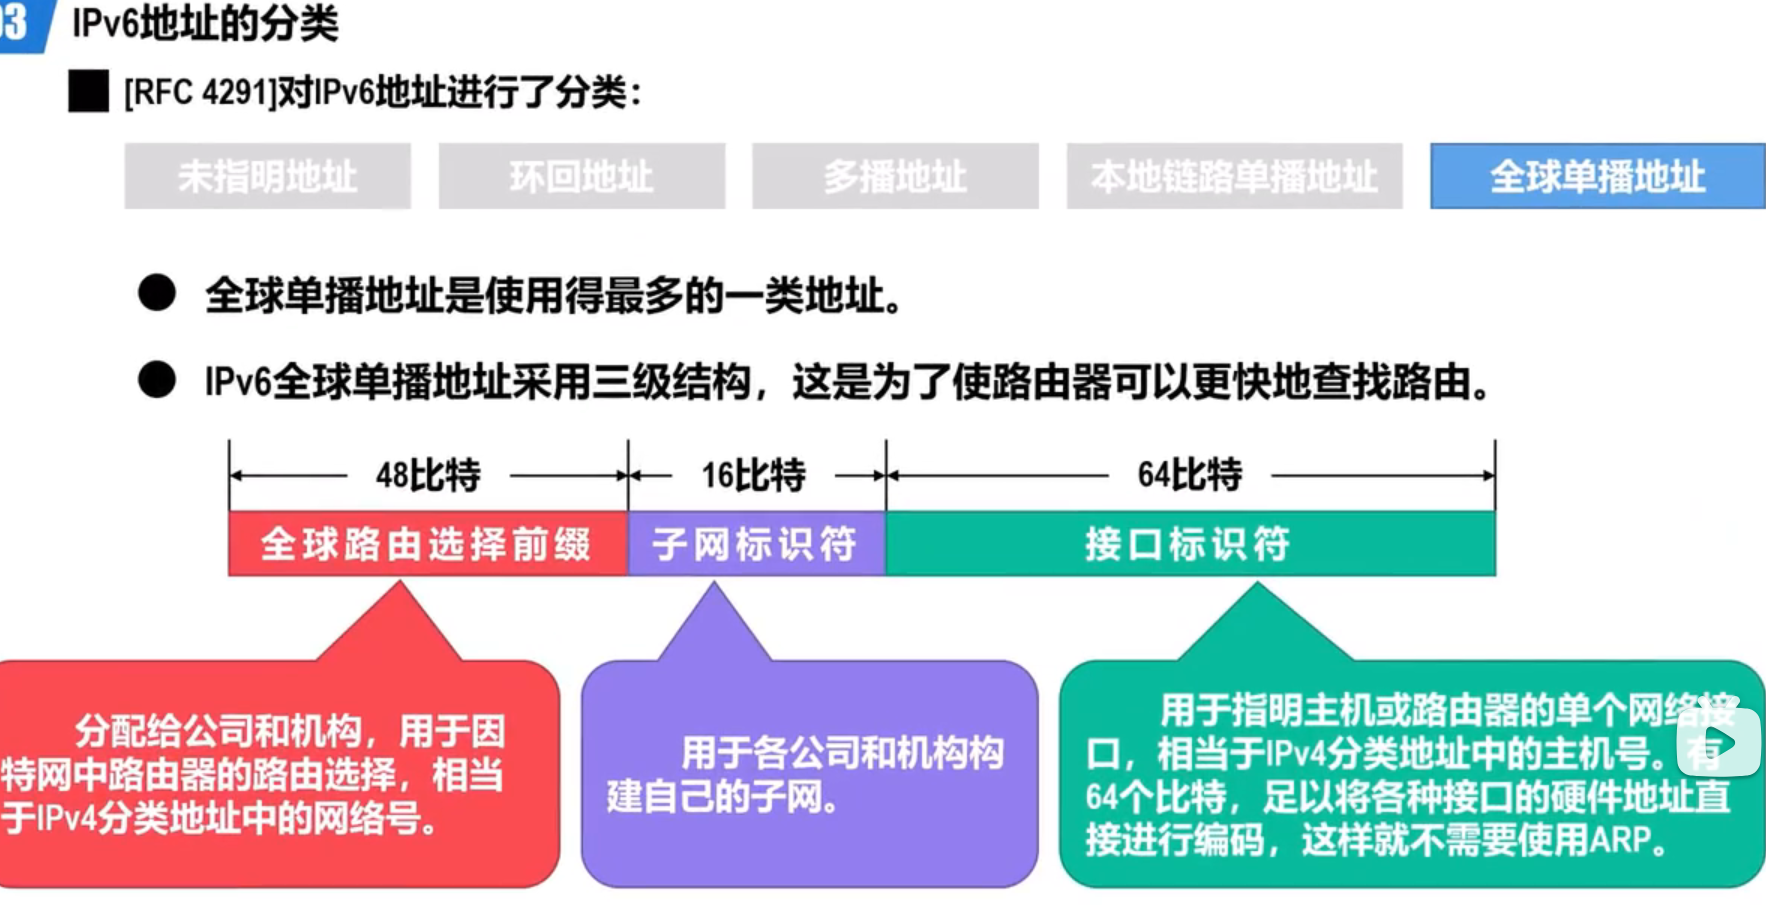 03
IPv6地址的分类
[RFC 4291]对IPv6地址进行了分类：
未指明地址 环回地址 多播地址 本地链路单播地址 全球单播地址
全球单播地址是使用得最多的一类地址。
IPv6全球单播地址采用三级结构，这是为了使路由器可以更快地查找路由。
48比特 16比特 64比特
全球路由选择前缀 子网标识符 接口标识符
分配给公司和机构，用于因
特网中路由器的路由选择，相当
于IPv4分类地址中的网络号。
用于各公司和机构构
建自己的子网。
用于指明主机或路由器的单个网络接
口，相当于IPv4分类地址中的主机号。有
64个比特，足以将各种接口的硬件地址直
接进行编码，这样就不需要使用ARP。